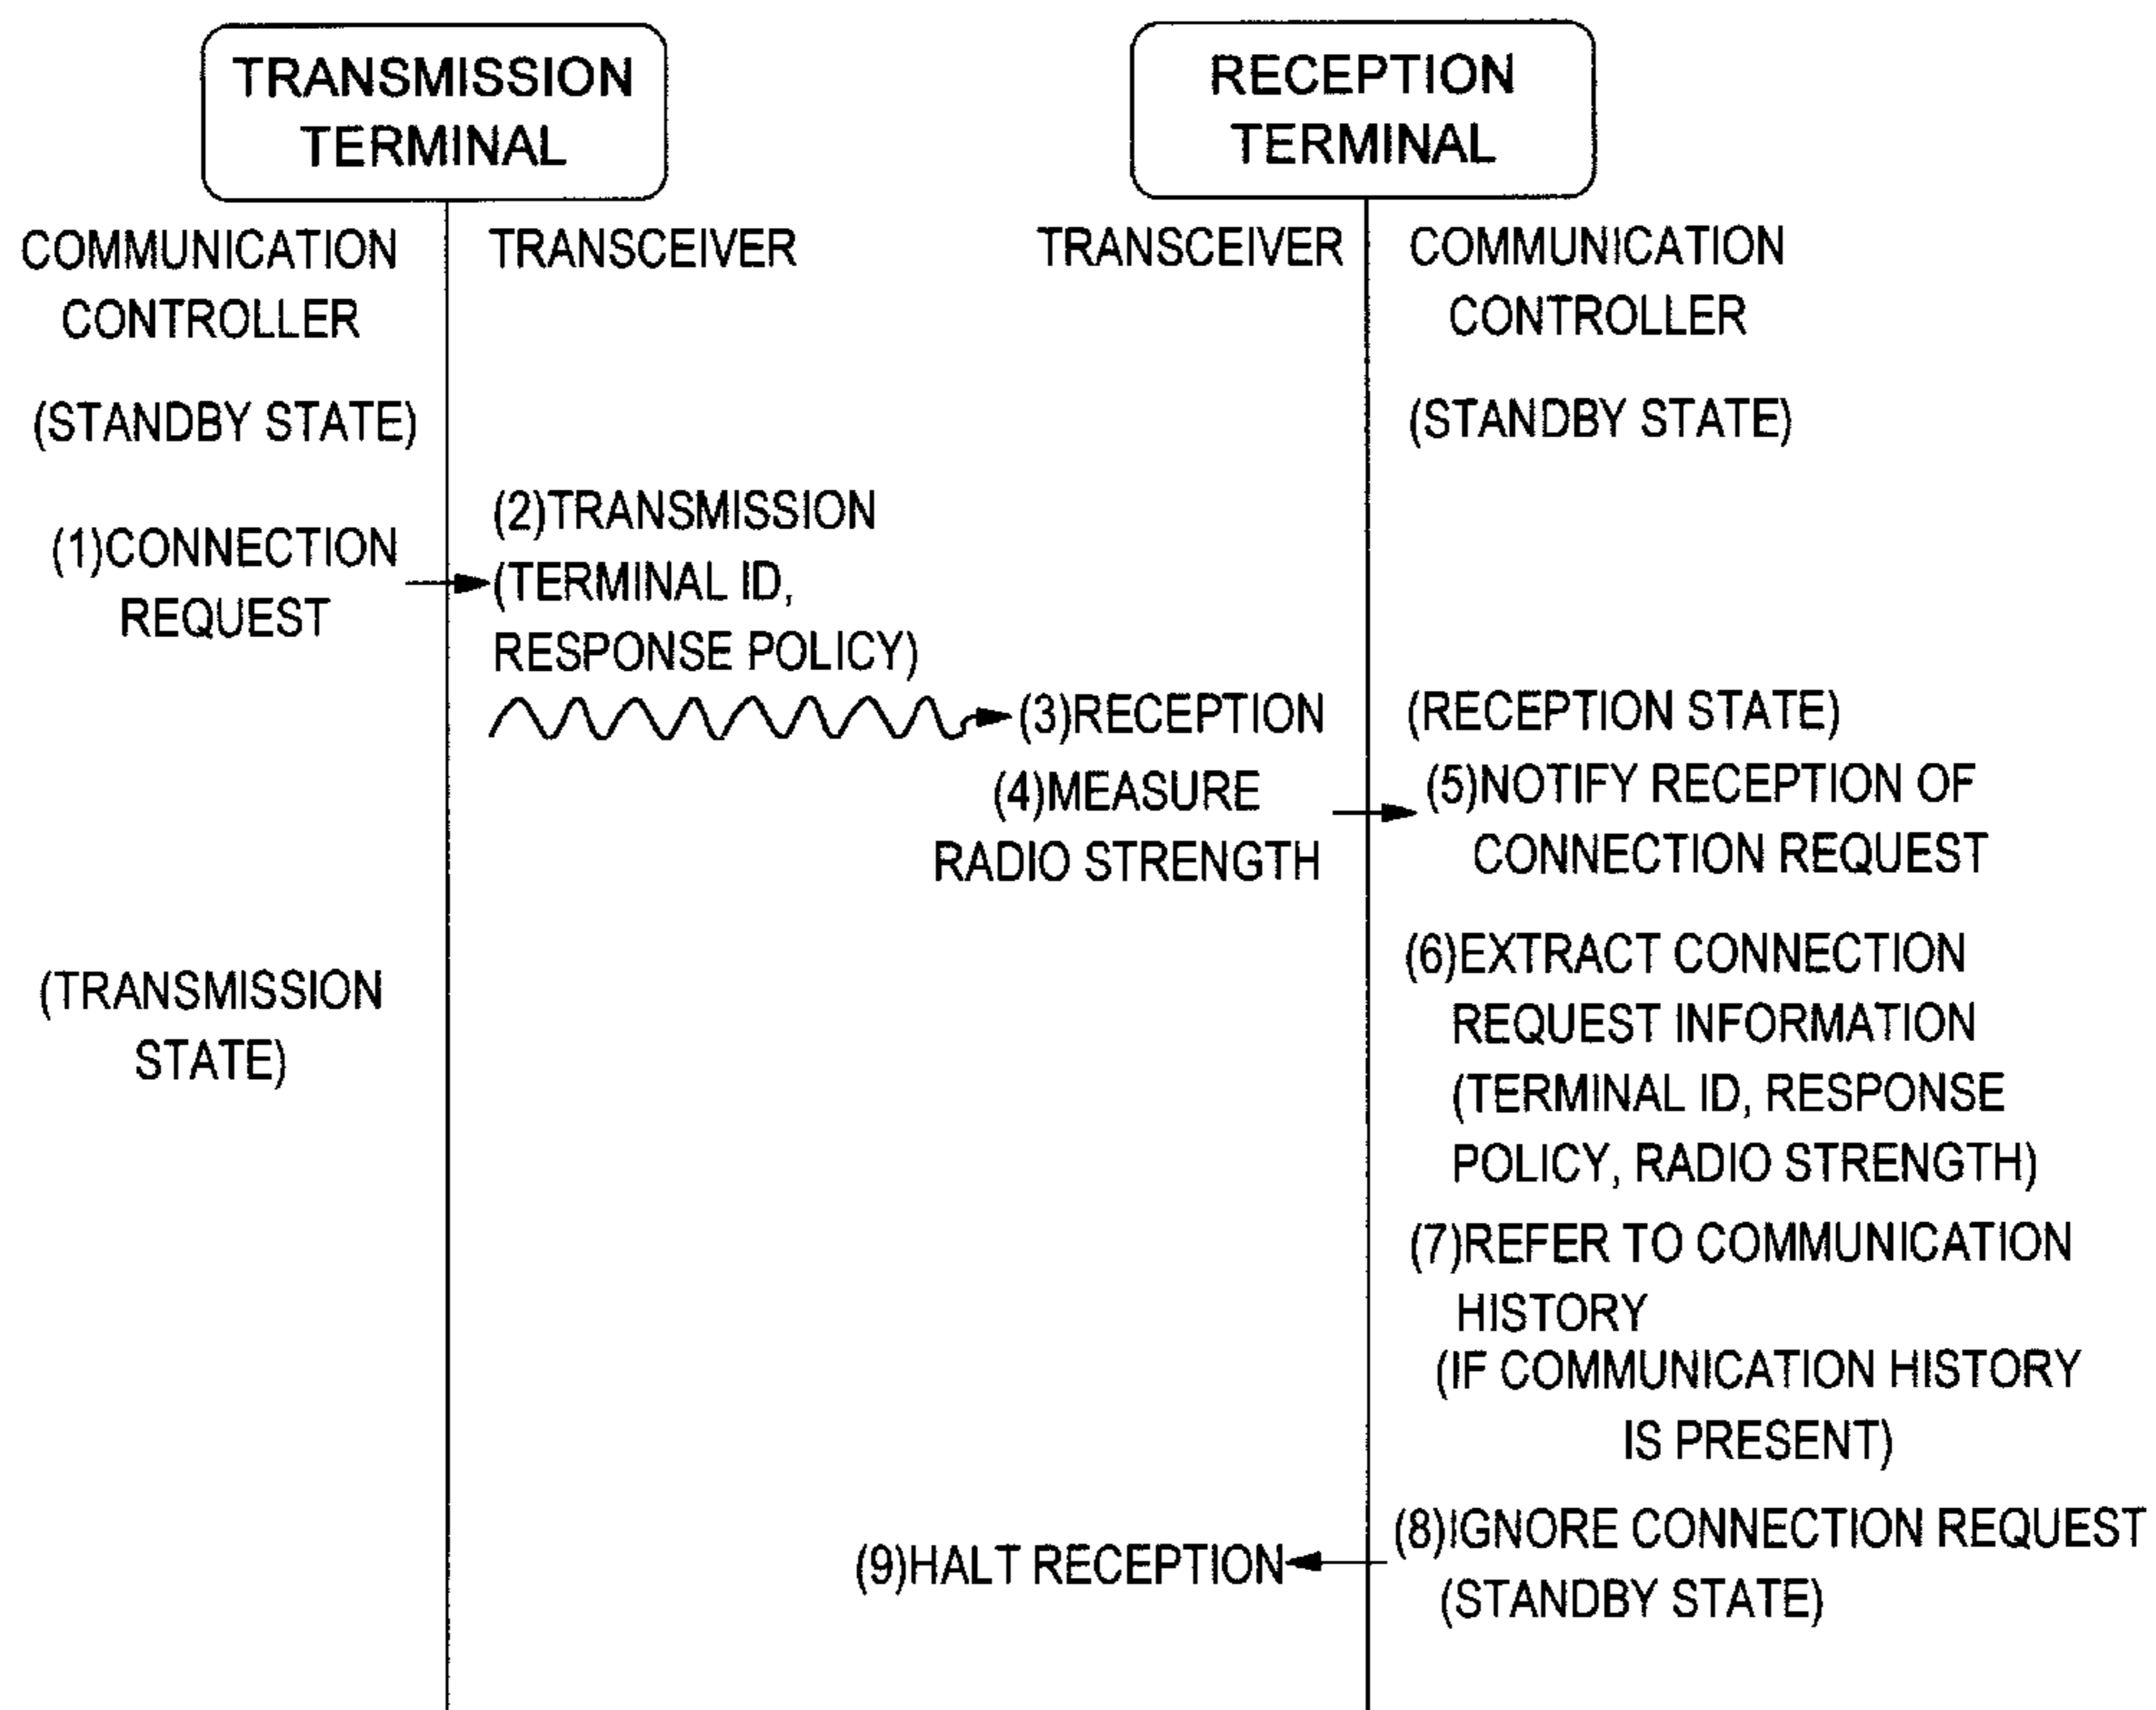 TRANSMISSION
TERMINAL
RECEPTION
TERMINAL
COMMUNICATION
CONTROLLER
TRANSCEIVER
TRANSCEIVER
COMMUNICATION
CONTROLLER
(STANDBY STATE)
(STANDBY STATE)
(1)CONNECTION
REQUEST
(2)TRANSMISSION
(TERMINAL ID,
RESPONSE POLICY)
(3)RECEPTION
(RECEPTION STATE)
(4)MEASURE
RADIO STRENGTH
(5)NOTIFY RECEPTION OF
CONNECTION REQUEST
(TRANSMISSION
STATE)
(6)EXTRACT CONNECTION
REQUEST INFORMATION
(TERMINAL ID, RESPONSE
POLICY, RADIO STRENGTH)
(7)REFER TO COMMUNICATION
HISTORY
(IF COMMUNICATION HISTORY
IS PRESENT)
(8)IGNORE CONNECTION REQUEST
(STANDBY STATE)
(9)HALT RECEPTION